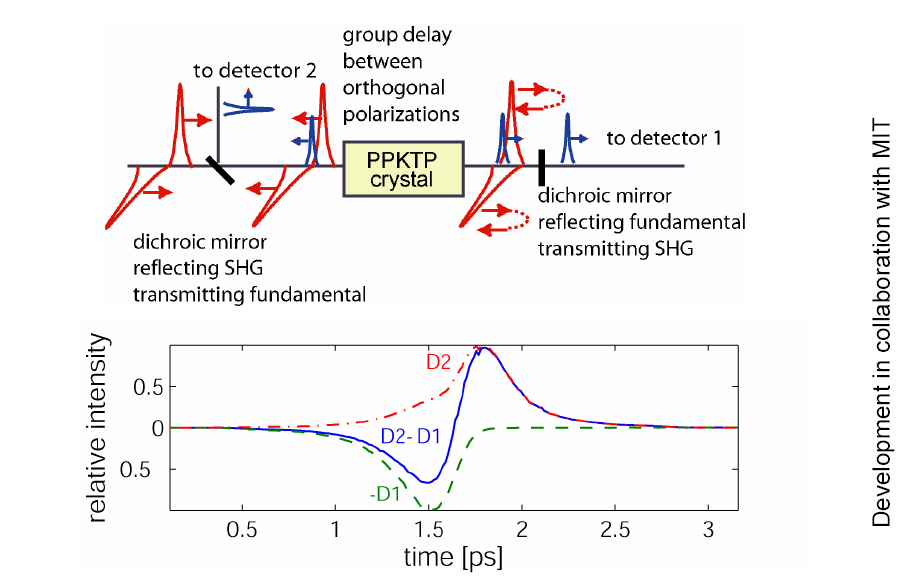 group delay
between
orthogonal
polarizations
to detector 2
to detector 1
PPKTP
crystal
dichroic mirror
reflecting SHG
transmitting fundamental
dichroic mirror
reflecting fundamental
transmitting SHG
Development in collaboration with MIT
relative intensity
0.5
0
0.5
D2
D2- D1
-D1
0.5
1
1.5
2
2.5
3
time [ps]